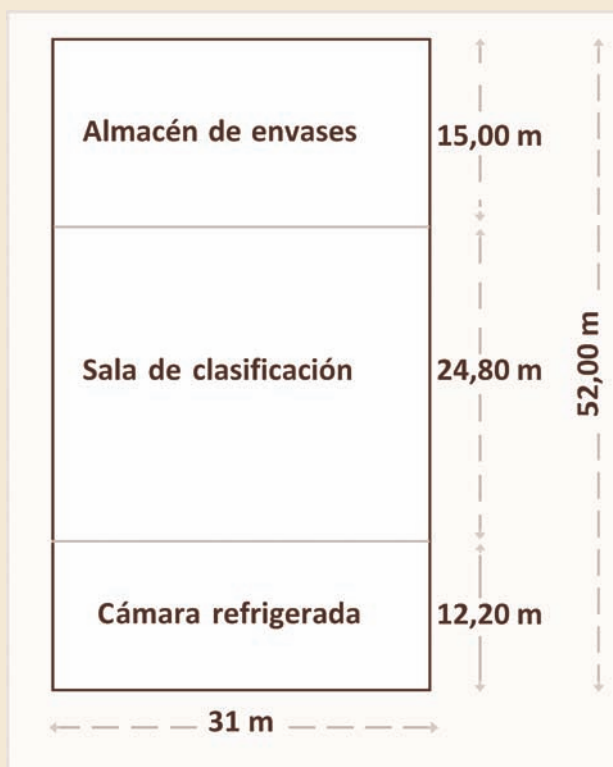 Almacén de envases
15,00 m
Sala de clasificación
24,80 m
52,00 m
Cámara refrigerada
12,20 m
31 m